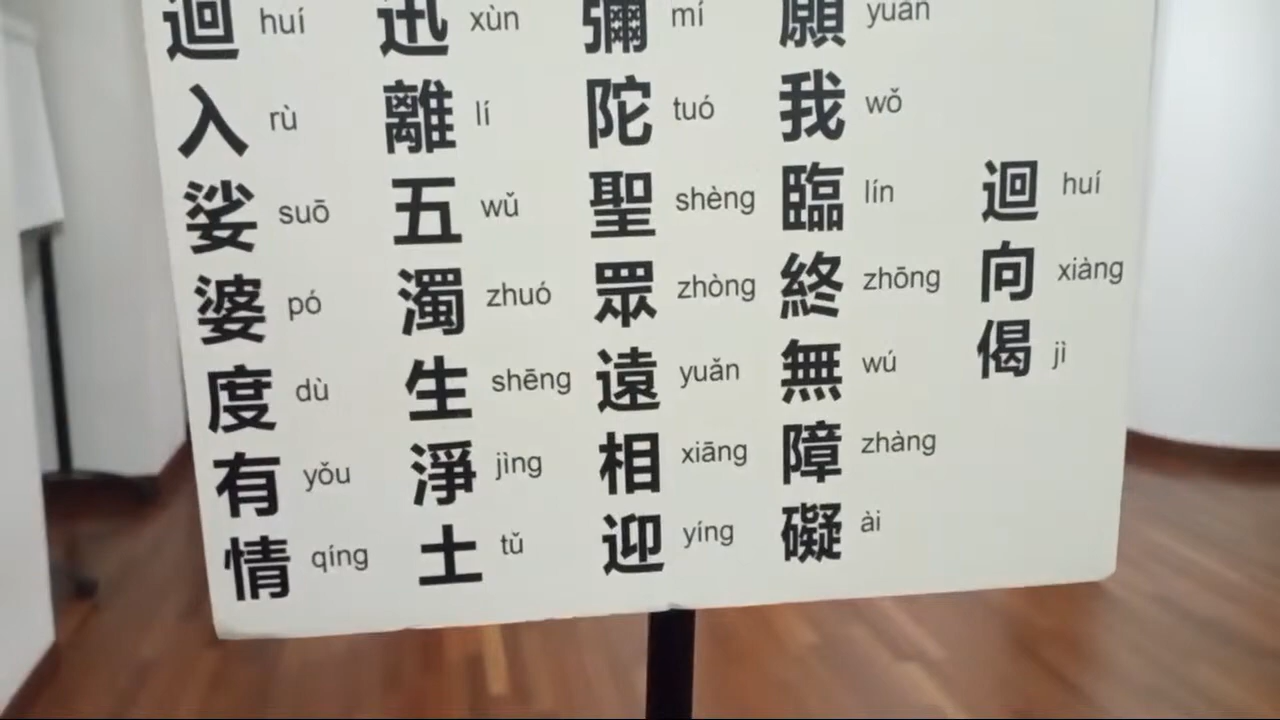 迴 huí 向 xiàng 偈 jì
願 yuàn 我 wǒ 臨 lín 終 zhōng 無 wú 障 zhàng 礙 ài
彌 mí 陀 tuó 聖 shèng 眾 zhòng 遠 yuǎn 相 xiāng 迎 yíng
迅 xùn 離 lí 五 wǔ 濁 zhuó 生 shēng 淨 jìng 土 tǔ
迴 huí 入 rù 娑 suō 婆 pó 度 dù 有 yǒu 情 qíng